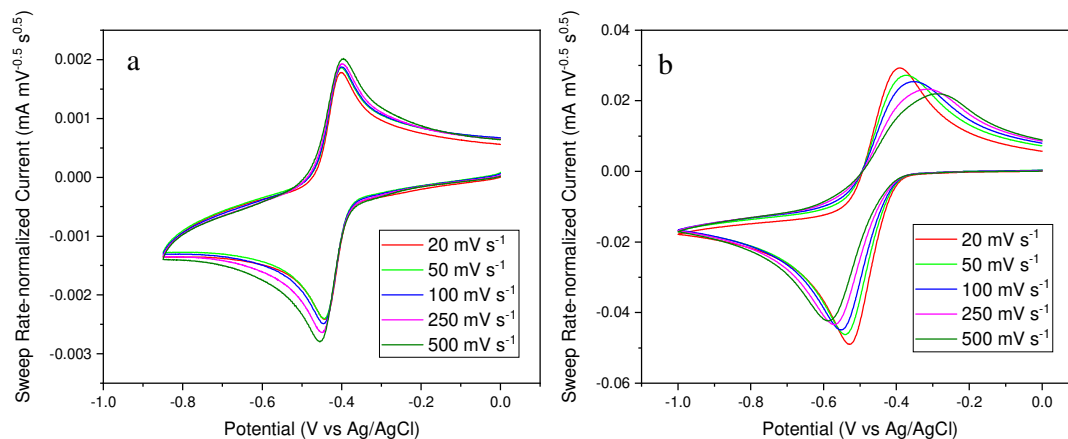 Sweep Rate-normalized Current (mA mV⁻⁰·⁵ s⁰·⁵)
a
0.002
0.001
0.000
-0.001
-0.002
-0.003
20 mV s⁻¹
50 mV s⁻¹
100 mV s⁻¹
250 mV s⁻¹
500 mV s⁻¹
-1.0 -0.8 -0.6 -0.4 -0.2 0.0
Potential (V vs Ag/AgCl)
Sweep Rate-normalized Current (mA mV⁻⁰·⁵ s⁰·⁵)
b
0.04
0.02
0.00
-0.02
-0.04
-0.06
20 mV s⁻¹
50 mV s⁻¹
100 mV s⁻¹
250 mV s⁻¹
500 mV s⁻¹
-1.0 -0.8 -0.6 -0.4 -0.2 0.0
Potential (V vs Ag/AgCl)